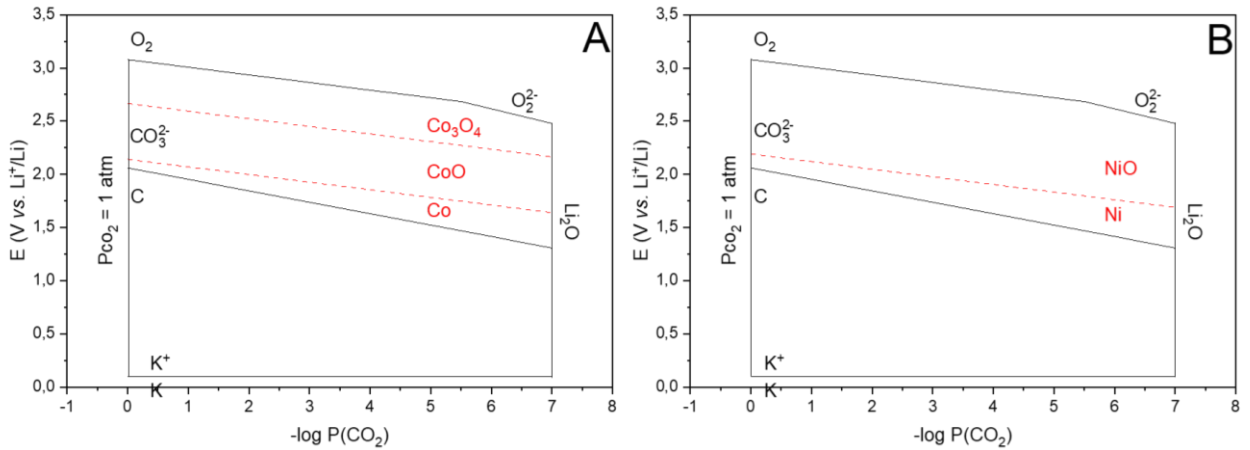 A
E (V vs. Li⁺/Li)
3,5
3,0
2,5
2,0
1,5
1,0
0,5
0,0
O₂
O₂²⁻
Co₃O₄
CO₃²⁻
CoO
C
Co
Pco₂ = 1 atm
Li₂O
K⁺
K
-1 0 1 2 3 4 5 6 7 8
-log P(CO₂)
B
E (V vs. Li⁺/Li)
3,5
3,0
2,5
2,0
1,5
1,0
0,5
0,0
O₂
O₂²⁻
CO₃²⁻
NiO
C
Ni
Pco₂ = 1 atm
Li₂O
K⁺
K
-1 0 1 2 3 4 5 6 7 8
-log P(CO₂)